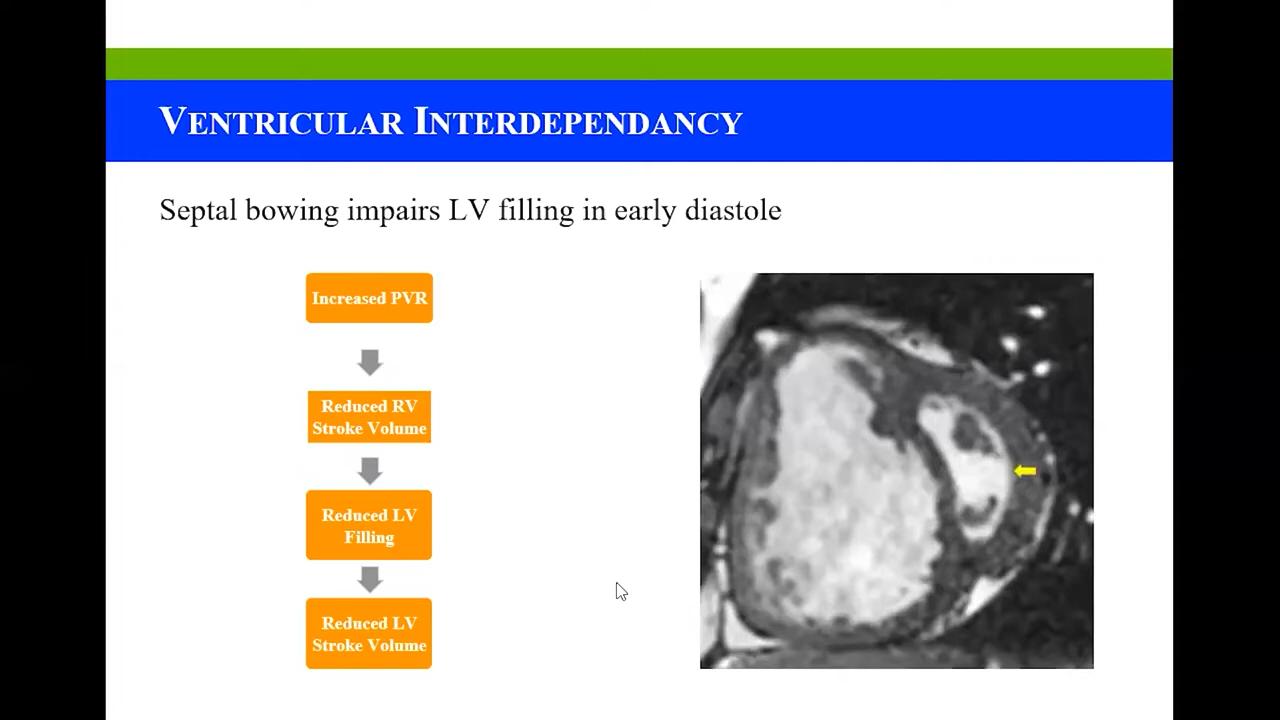 VENTRICULAR INTERDEPENDANCY
Septal bowing impairs LV filling in early diastole
Increased PVR
Reduced RV
Stroke Volume
Reduced LV
Filling
Reduced LV
Stroke Volume